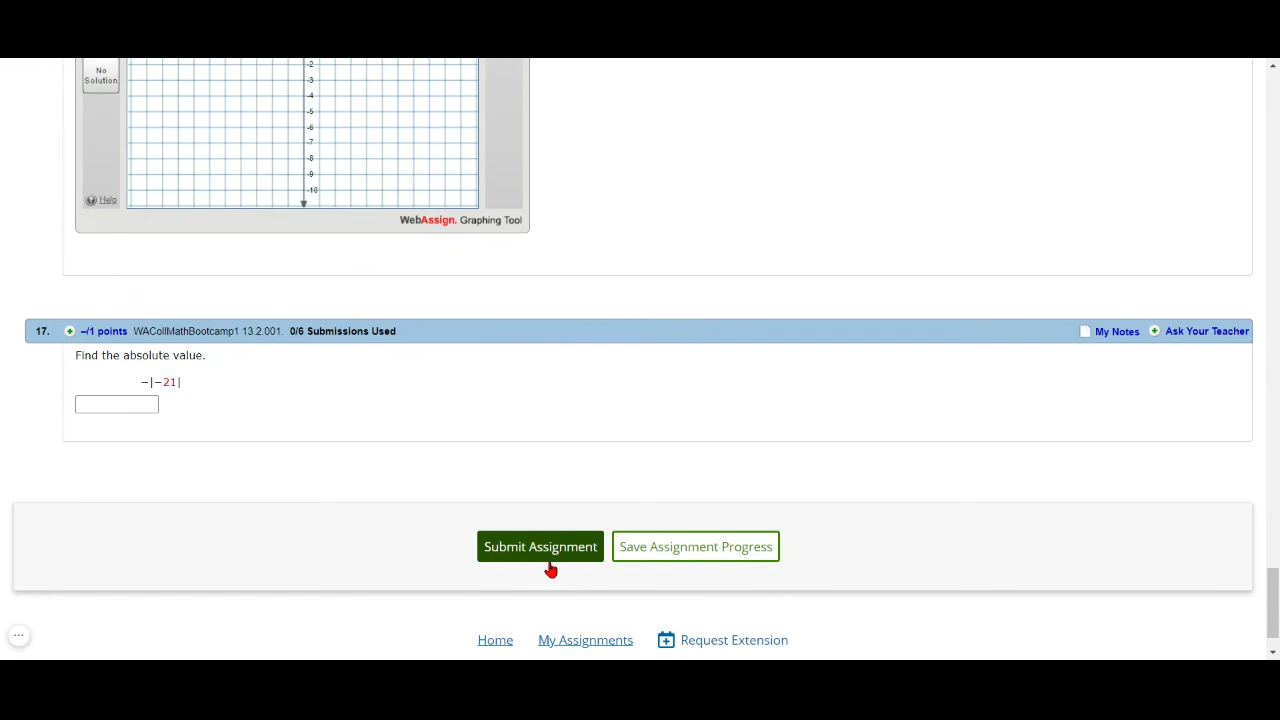 No
Solution
-2
-3
-4
-5
-6
-7
-8
-9
-10
Help
WebAssign. Graphing Tool
17. –/1 points WACollMathBootcamp1 13.2.001. 0/6 Submissions Used My Notes Ask Your Teacher
Find the absolute value.
−|−21|
Submit Assignment Save Assignment Progress
Home My Assignments Request Extension